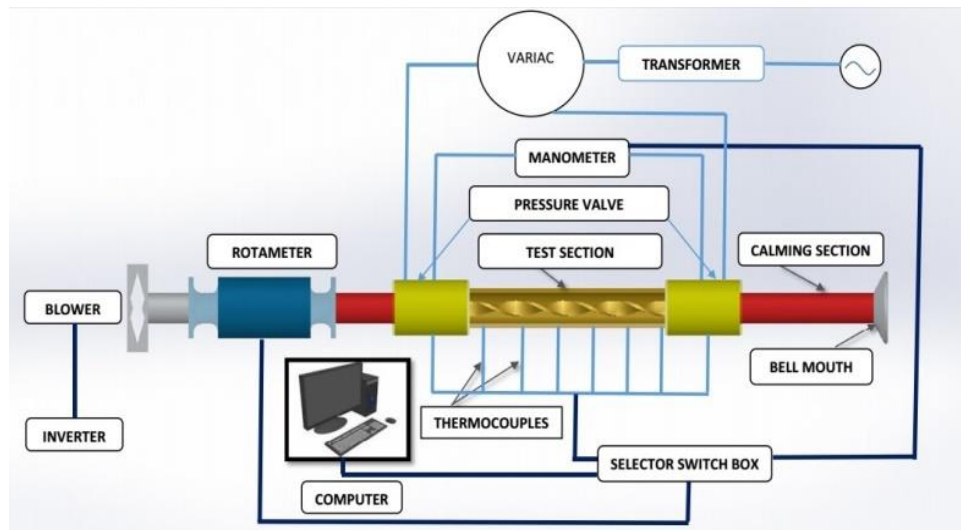 VARIAC
TRANSFORMER
MANOMETER
PRESSURE VALVE
ROTAMETER
TEST SECTION
CALMING SECTION
BLOWER
BELL MOUTH
THERMOCOUPLES
INVERTER
SELECTOR SWITCH BOX
COMPUTER